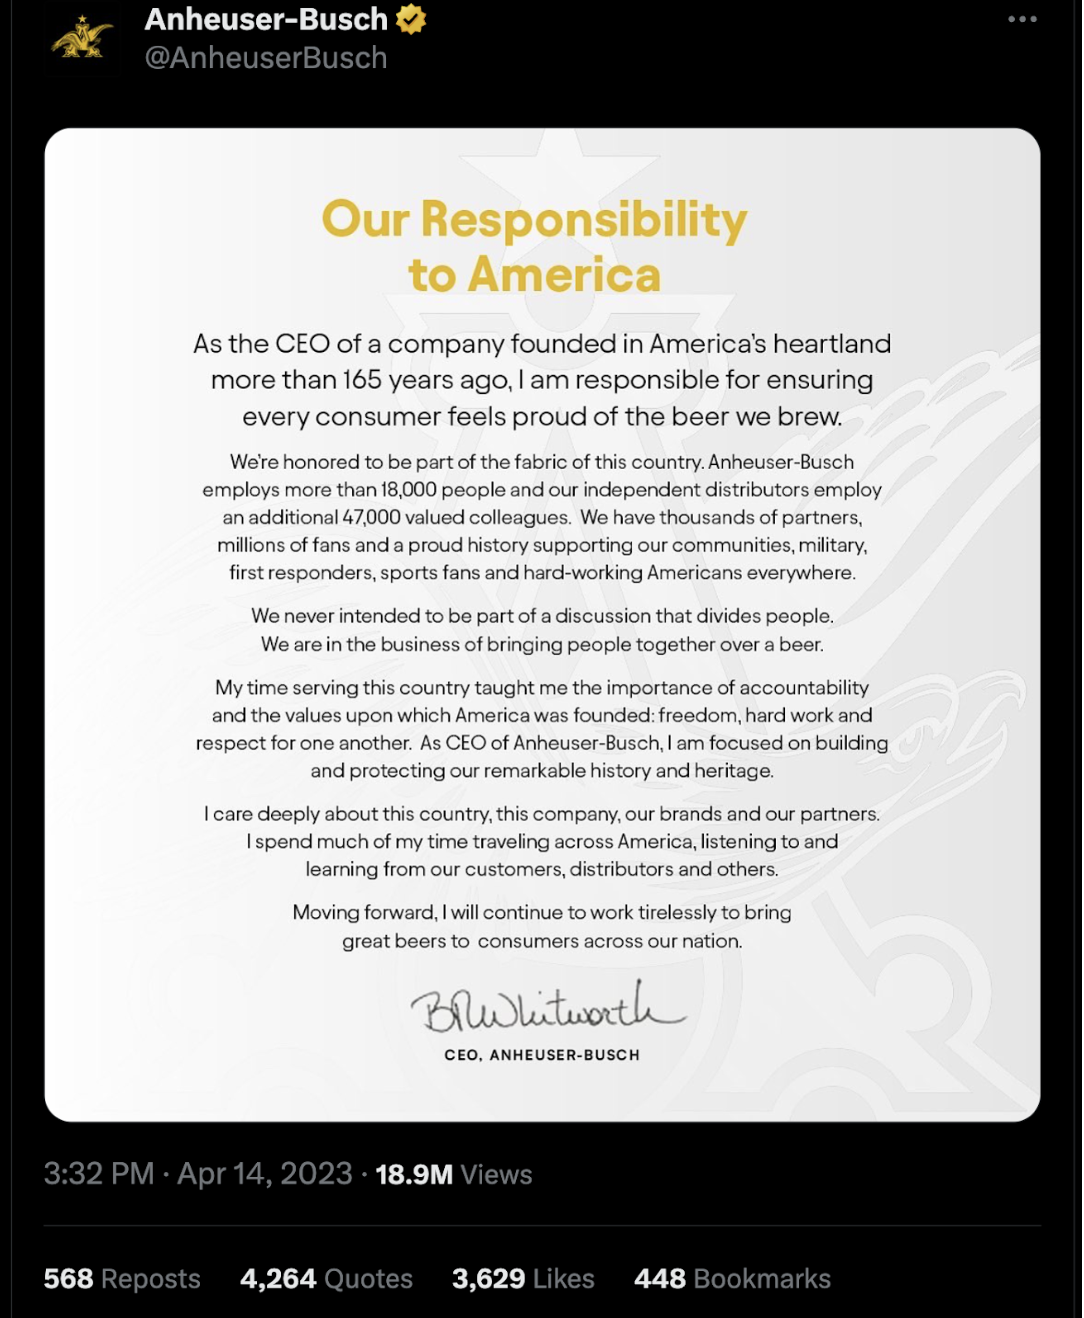 Anheuser-Busch
@AnheuserBusch
Our Responsibility
to America
As the CEO of a company founded in America's heartland
more than 165 years ago, I am responsible for ensuring
every consumer feels proud of the beer we brew.
We're honored to be part of the fabric of this country. Anheuser-Busch
employs more than 18,000 people and our independent distributors employ
an additional 47,000 valued colleagues. We have thousands of partners,
millions of fans and a proud history supporting our communities, military,
first responders, sports fans and hard-working Americans everywhere.
We never intended to be part of a discussion that divides people.
We are in the business of bringing people together over a beer.
My time serving this country taught me the importance of accountability
and the values upon which America was founded: freedom, hard work and
respect for one another. As CEO of Anheuser-Busch, I am focused on building
and protecting our remarkable history and heritage.
I care deeply about this country, this company, our brands and our partners.
I spend much of my time traveling across America, listening to and
learning from our customers, distributors and others.
Moving forward, I will continue to work tirelessly to bring
great beers to consumers across our nation.
BRWhitworth
CEO, ANHEUSER-BUSCH
3:32 PM · Apr 14, 2023 · 18.9M Views
568 Reposts 4,264 Quotes 3,629 Likes 448 Bookmarks